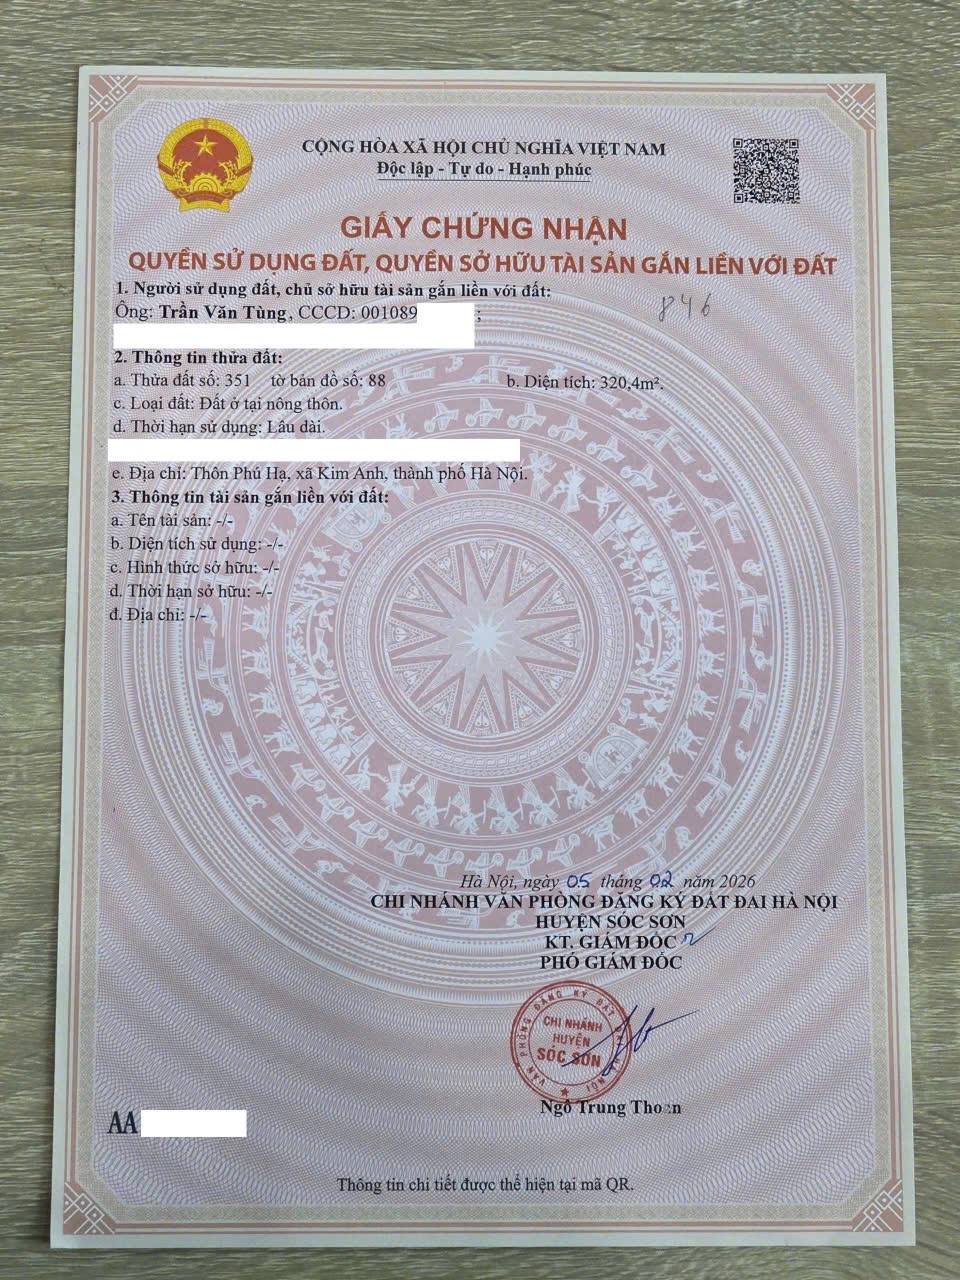 CỘNG HÒA XÃ HỘI CHỦ NGHĨA VIỆT NAM
Độc lập - Tự do - Hạnh phúc
GIẤY CHỨNG NHẬN
QUYỀN SỬ DỤNG ĐẤT, QUYỀN SỞ HỮU TÀI SẢN GẮN LIỀN VỚI ĐẤT
1. Người sử dụng đất, chủ sở hữu tài sản gắn liền với đất:
846
Ông: Trần Văn Tùng, CCCD: 001089 ;
2. Thông tin thửa đất:
a. Thửa đất số: 351 tờ bản đồ số: 88 b. Diện tích: 320,4m².
c. Loại đất: Đất ở tại nông thôn.
d. Thời hạn sử dụng: Lâu dài.
e. Địa chỉ: Thôn Phú Hạ, xã Kim Anh, thành phố Hà Nội.
3. Thông tin tài sản gắn liền với đất:
a. Tên tài sản: -/-
b. Diện tích sử dụng: -/-
c. Hình thức sở hữu: -/-
d. Thời hạn sở hữu: -/-
đ. Địa chỉ: -/-
Hà Nội, ngày 05 tháng 02 năm 2026
CHI NHÁNH VĂN PHÒNG ĐĂNG KÝ ĐẤT ĐAI HÀ NỘI
HUYỆN SÓC SƠN
KT. GIÁM ĐỐC
PHÓ GIÁM ĐỐC
VĂN PHÒNG ĐĂNG KÝ ĐẤT ĐAI HÀ NỘI
CHI NHÁNH
HUYỆN
SÓC SƠN
Ngô Trung
AA
Thông tin chi tiết được thể hiện tại mã QR.